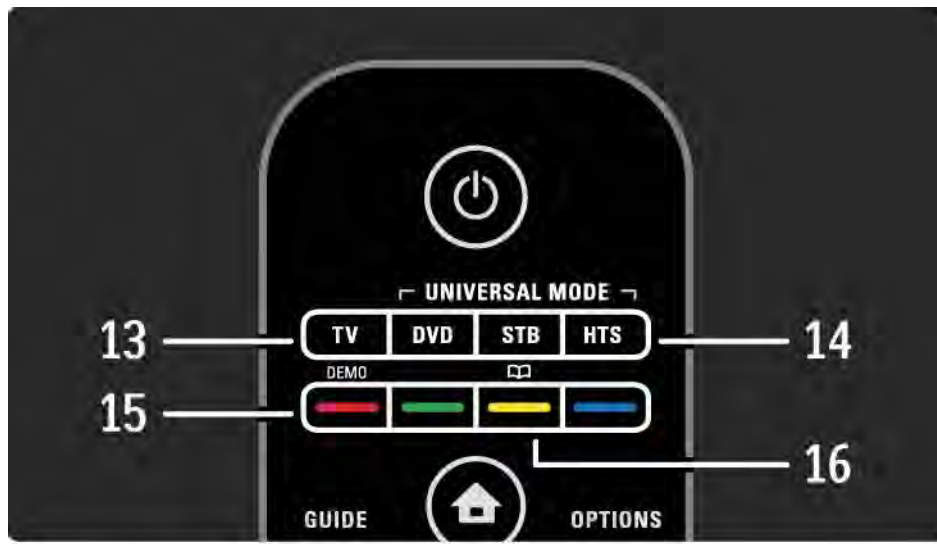 UNIVERSAL MODE
13 TV DVD STB HTS 14
DEMO
15
16
GUIDE OPTIONS